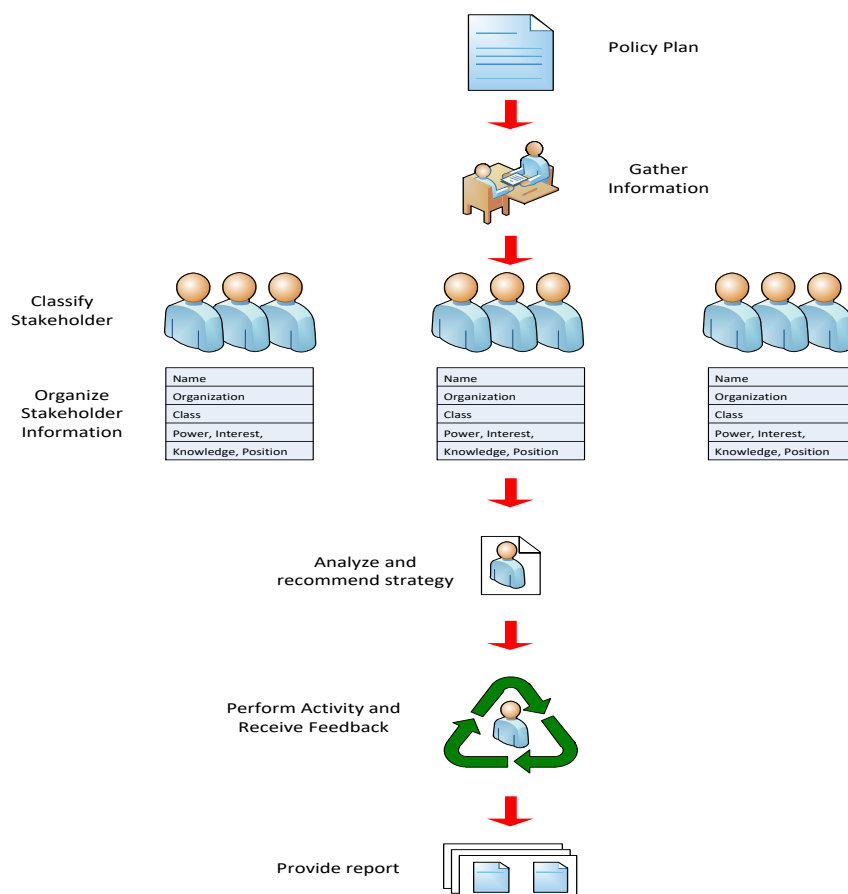 Policy Plan
Gather
Information
Classify
Stakeholder
Organize
Stakeholder
Information
Name
Organization
Class
Power, Interest,
Knowledge, Position
Name
Organization
Class
Power, Interest,
Knowledge, Position
Name
Organization
Class
Power, Interest,
Knowledge, Position
Analyze and
recommend strategy
Perform Activity and
Receive Feedback
Provide report